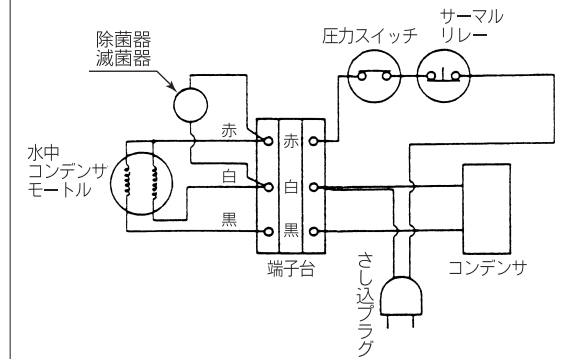 除菌器
滅菌器
圧力スイッチ
サーマル
リレー
赤
赤
水中
コンデンサ
モートル
白
白
黒
黒
端子台
さし込プラグ
コンデンサ